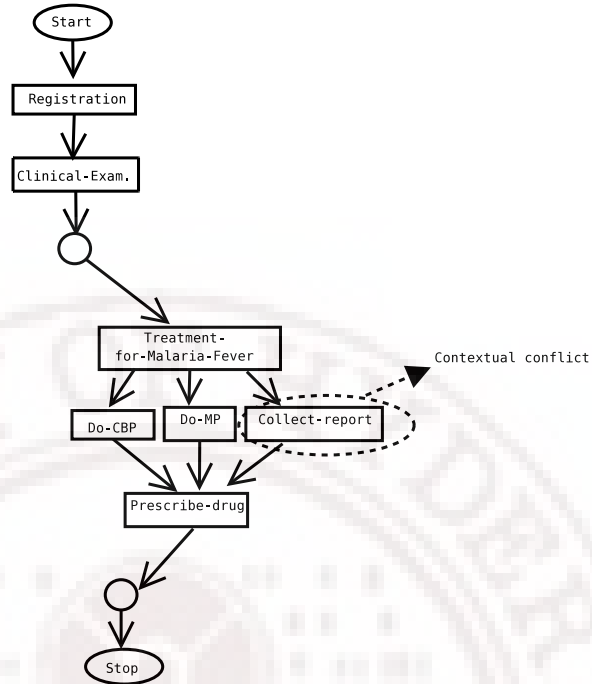 Start
Registration
Clinical-Exam.
Treatment-
for-Malaria-Fever
Contextual conflict
Do-CBP
Do-MP
Collect-report
Prescribe-drug
Stop